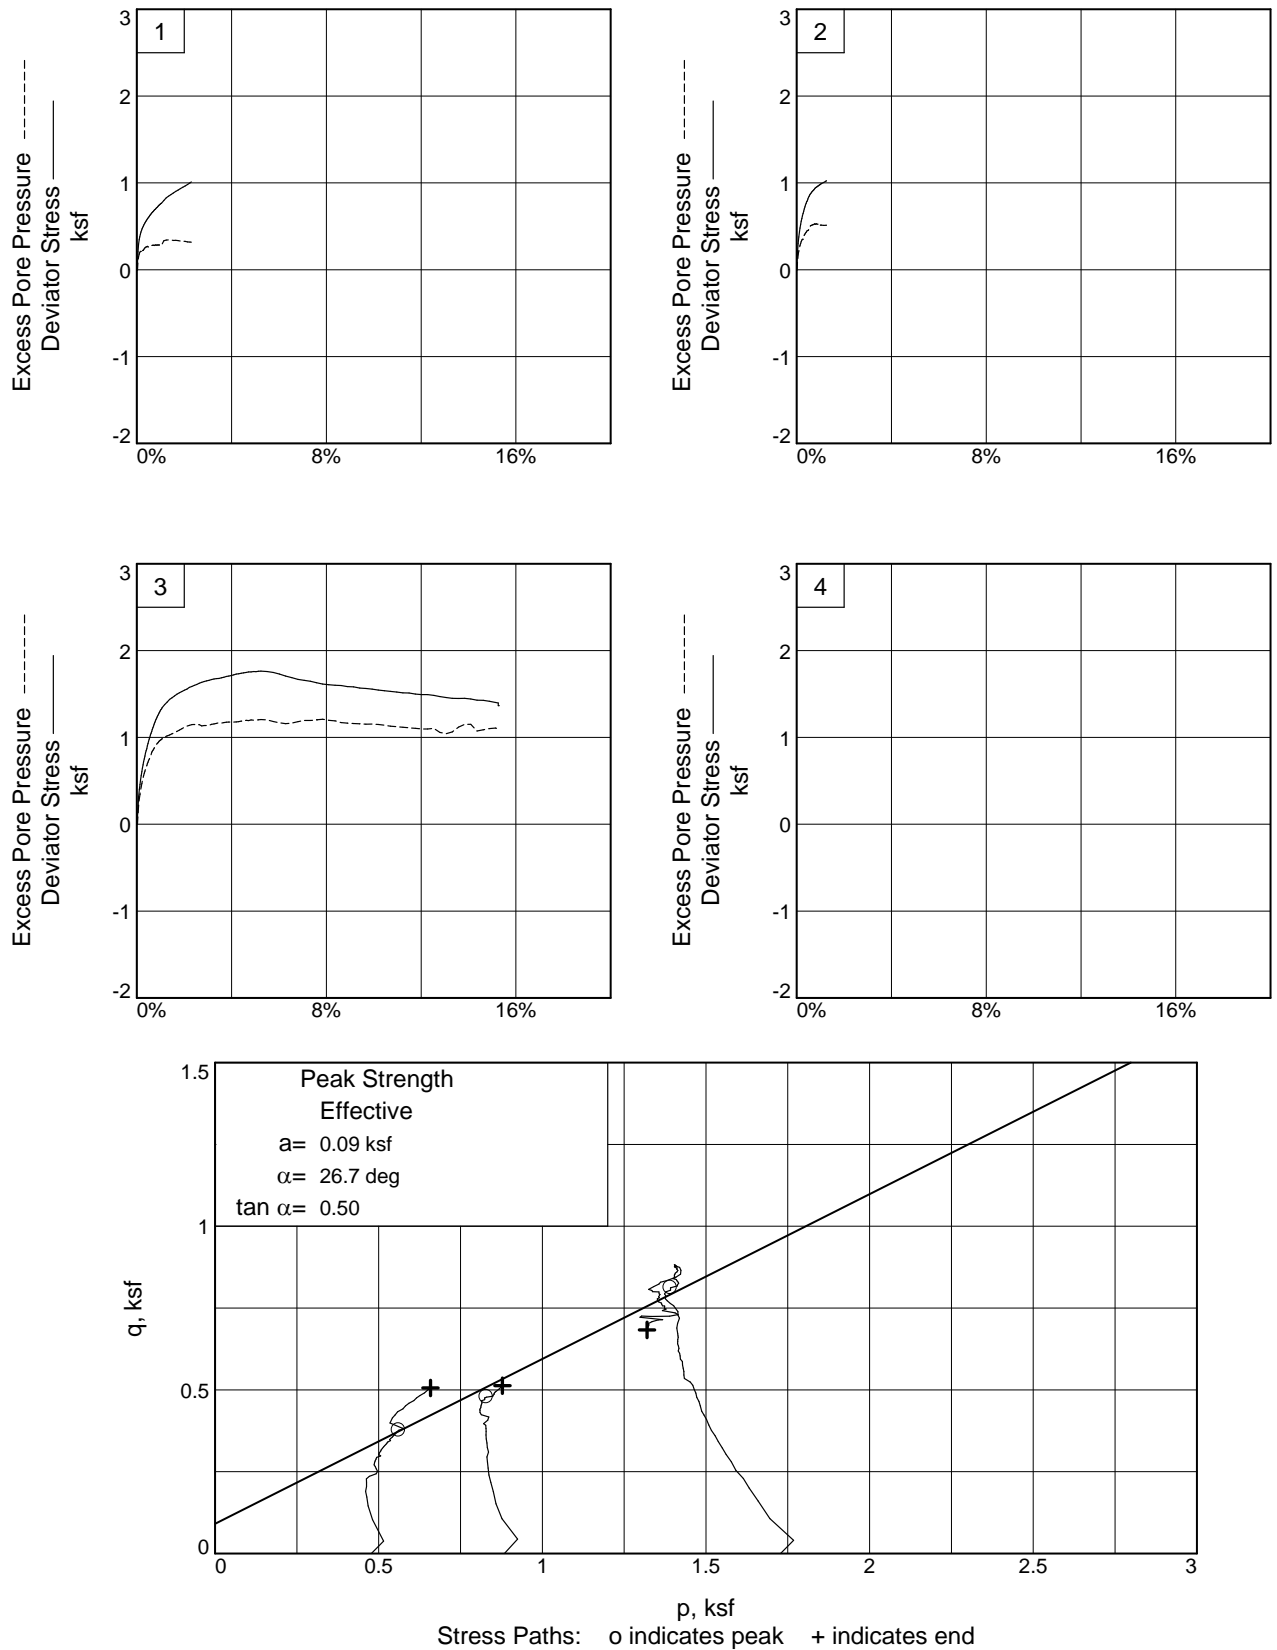 1
3
2
1
0
-1
-2
0%
8%
16%
Excess Pore Pressure
Deviator Stress
ksf
2
3
2
1
0
-1
-2
0%
8%
16%
Excess Pore Pressure
Deviator Stress
ksf
3
3
2
1
0
-1
-2
0%
8%
16%
Excess Pore Pressure
Deviator Stress
ksf
4
3
2
1
0
-1
-2
0%
8%
16%
Excess Pore Pressure
Deviator Stress
ksf
Peak Strength
Effective
a= 0.09 ksf
α= 26.7 deg
tan α= 0.50
1.5
1
0.5
0
q, ksf
0
0.5
1
1.5
2
2.5
3
p, ksf
Stress Paths: o indicates peak + indicates end